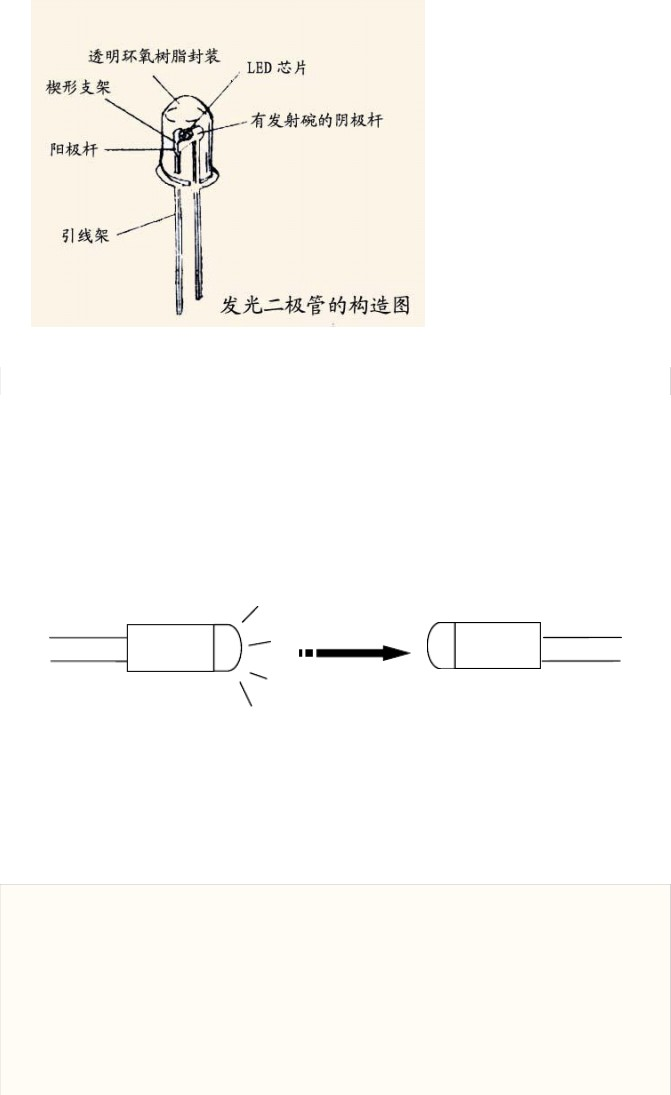 透明环氧树脂封装
LED 芯片
楔形支架
有发射碗的阴极杆
阳极杆
引线架
发光二极管的构造图